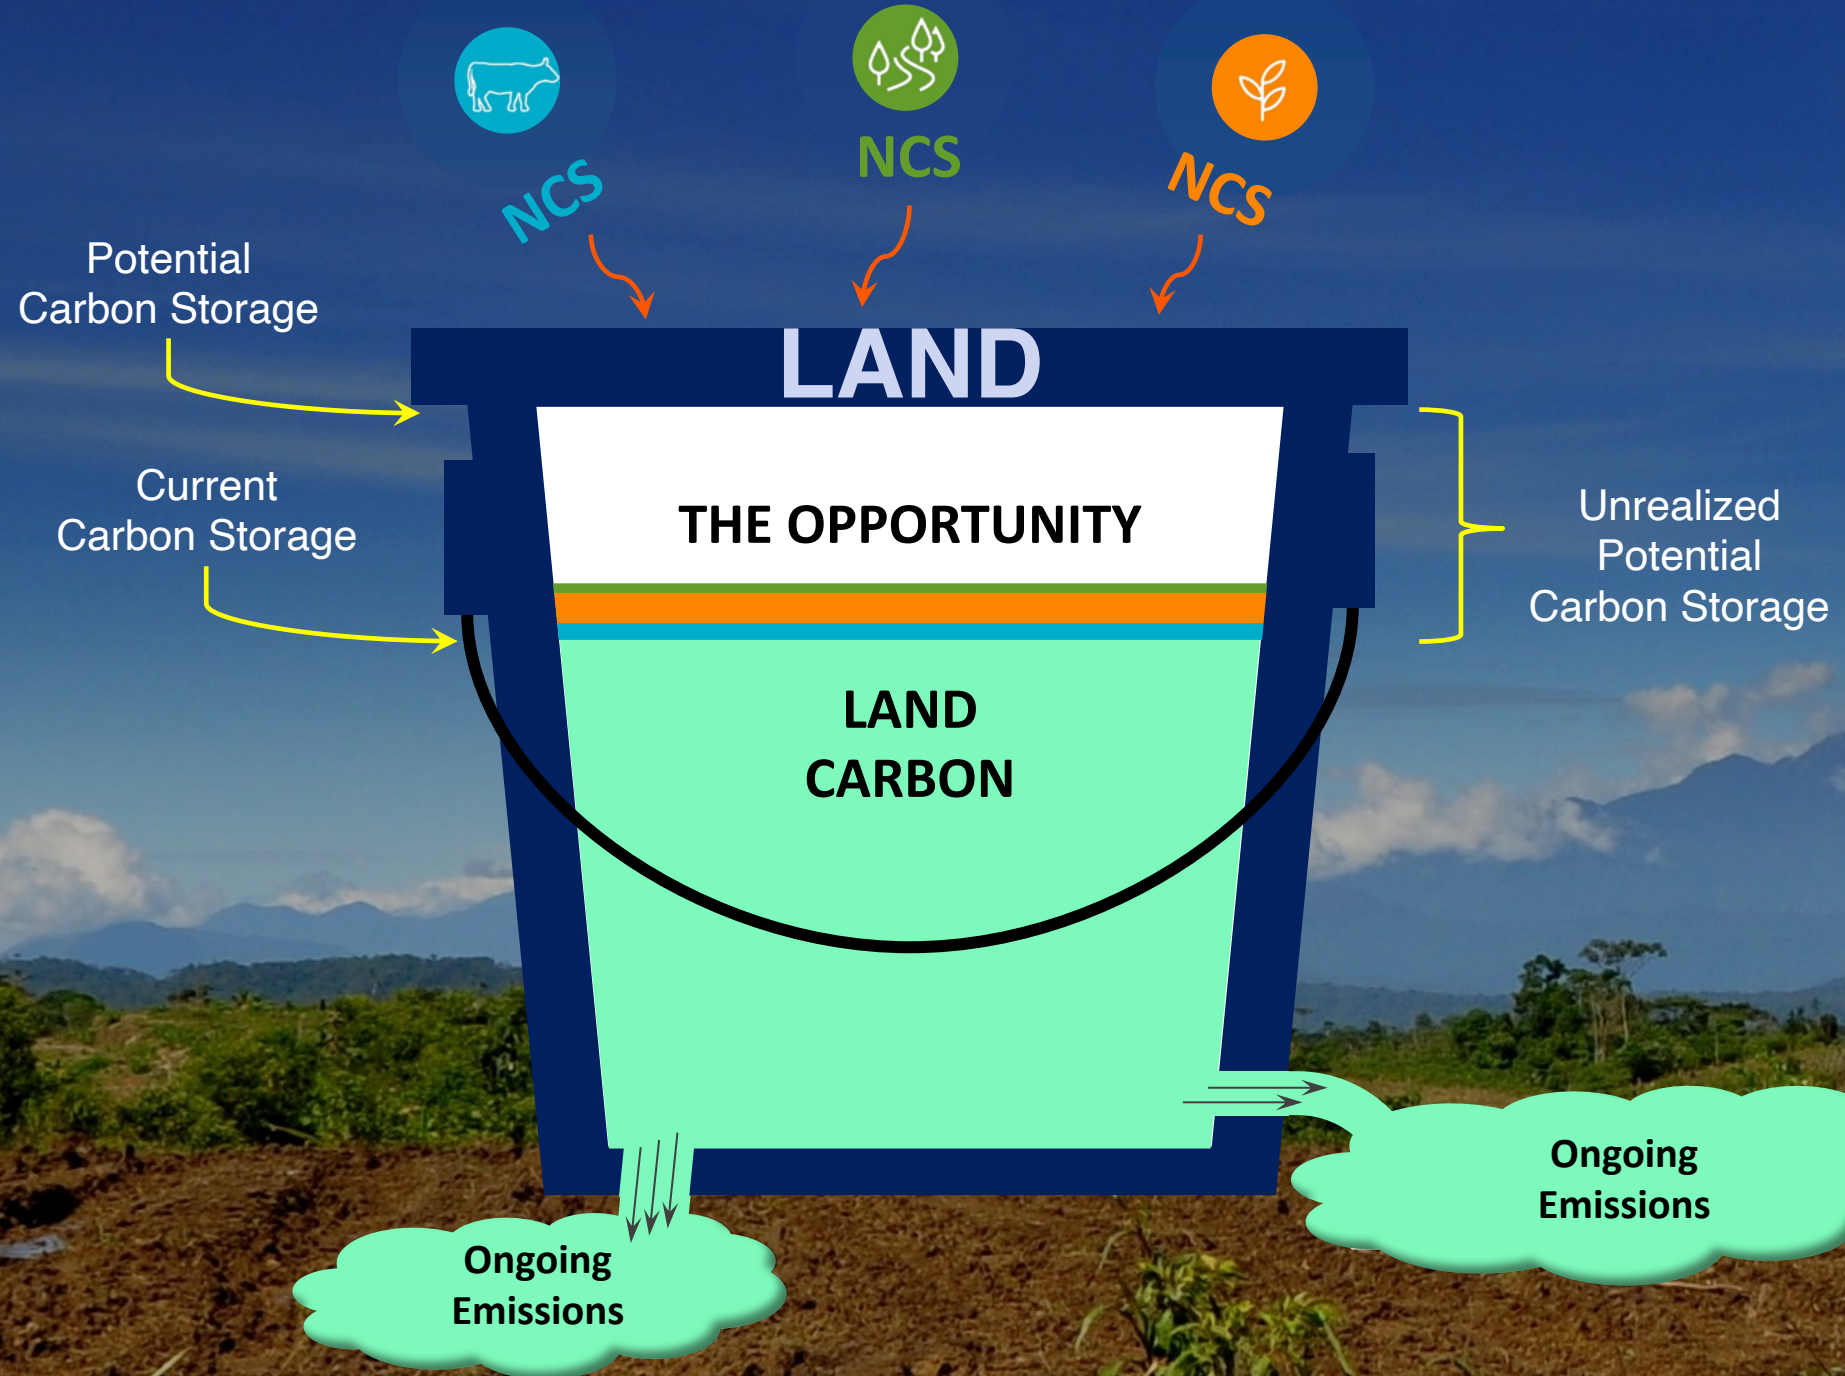 NCS
NCS
NCS
Potential
Carbon Storage
LAND
Current
Carbon Storage
THE OPPORTUNITY
Unrealized
Potential
Carbon Storage
LAND
CARBON
Ongoing
Emissions
Ongoing
Emissions